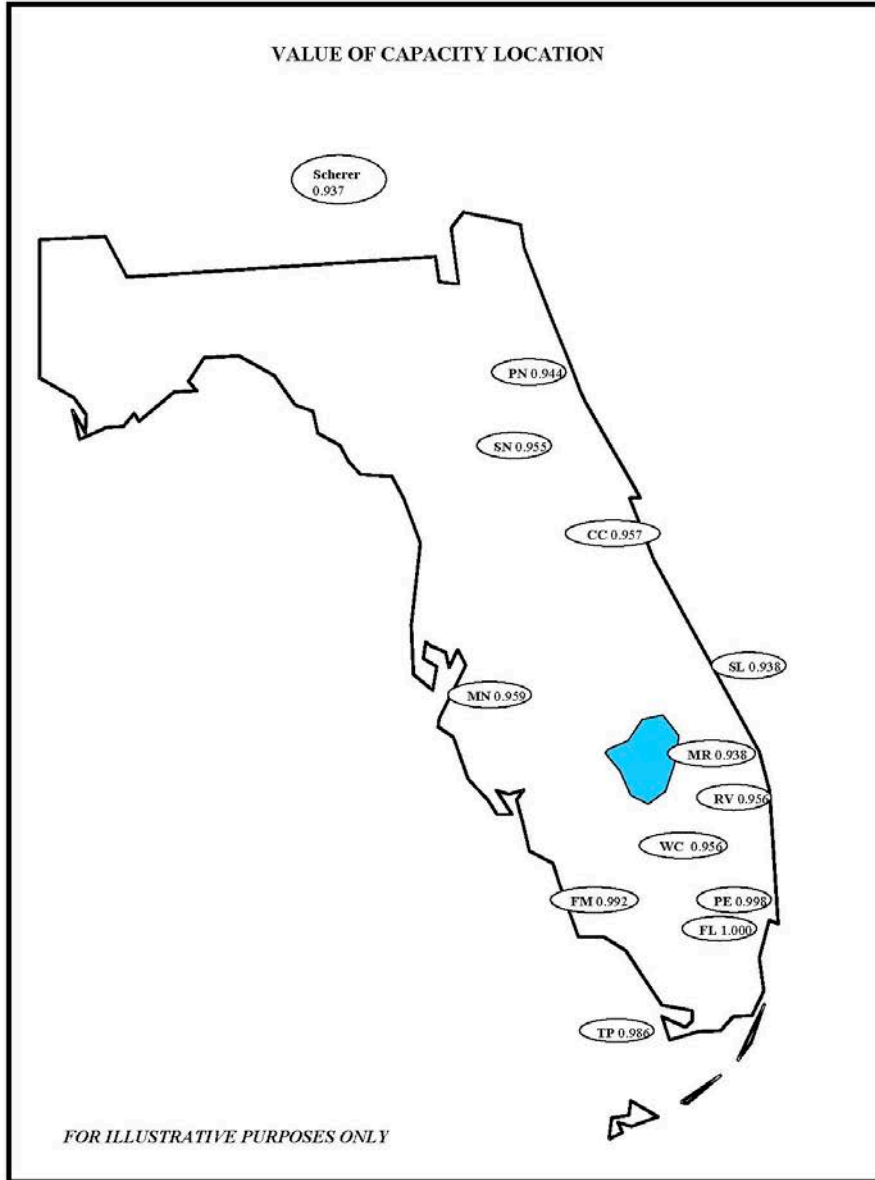 VALUE OF CAPACITY LOCATION
Scherer
0.937
PN 0.944
SN 0.955
CC 0.957
SL 0.938
MN 0.959
MR 0.938
RV 0.956
WC 0.956
FM 0.992
PE 0.998
FL 1.000
TP 0.986
FOR ILLUSTRATIVE PURPOSES ONLY